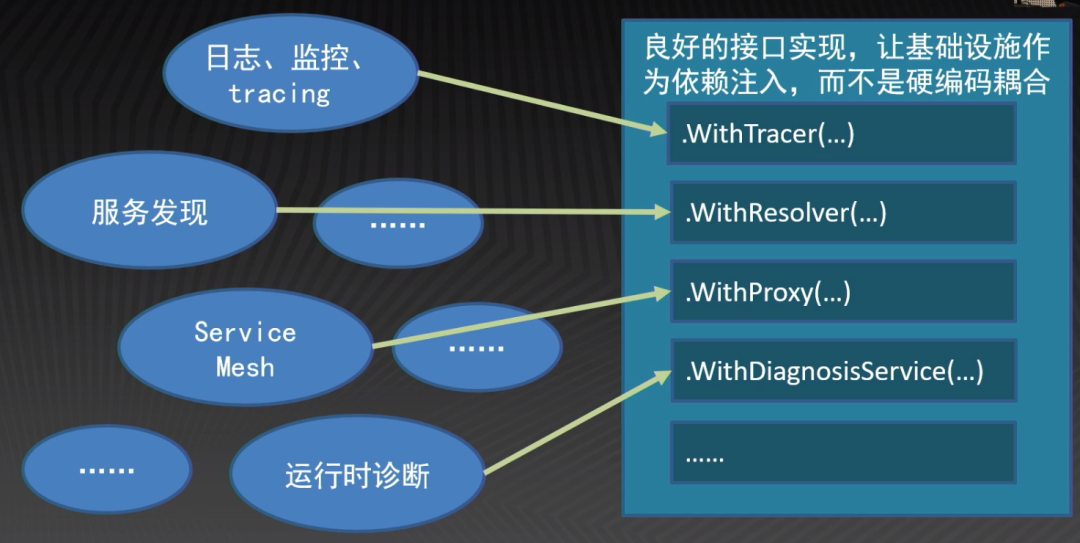 日志、监控、
tracing
服务发现
……
Service
Mesh
……
……
运行时诊断
良好的接口实现，让基础设施作
为依赖注入，而不是硬编码耦合
.WithTracer(…)
.WithResolver(…)
.WithProxy(…)
.WithDiagnosisService(…)
……